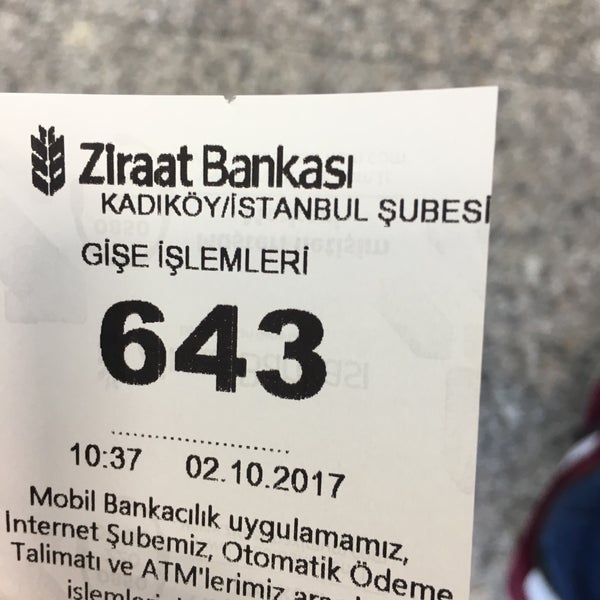 Ziraat Bankası
KADIKÖY/İSTANBUL ŞUBESİ
GİŞE İŞLEMLERİ
643
10:37 02.10.2017
Mobil Bankacılık uygulamamız,
İnternet Şubemiz, Otomatik Ödeme
Talimatı ve ATM'lerimiz